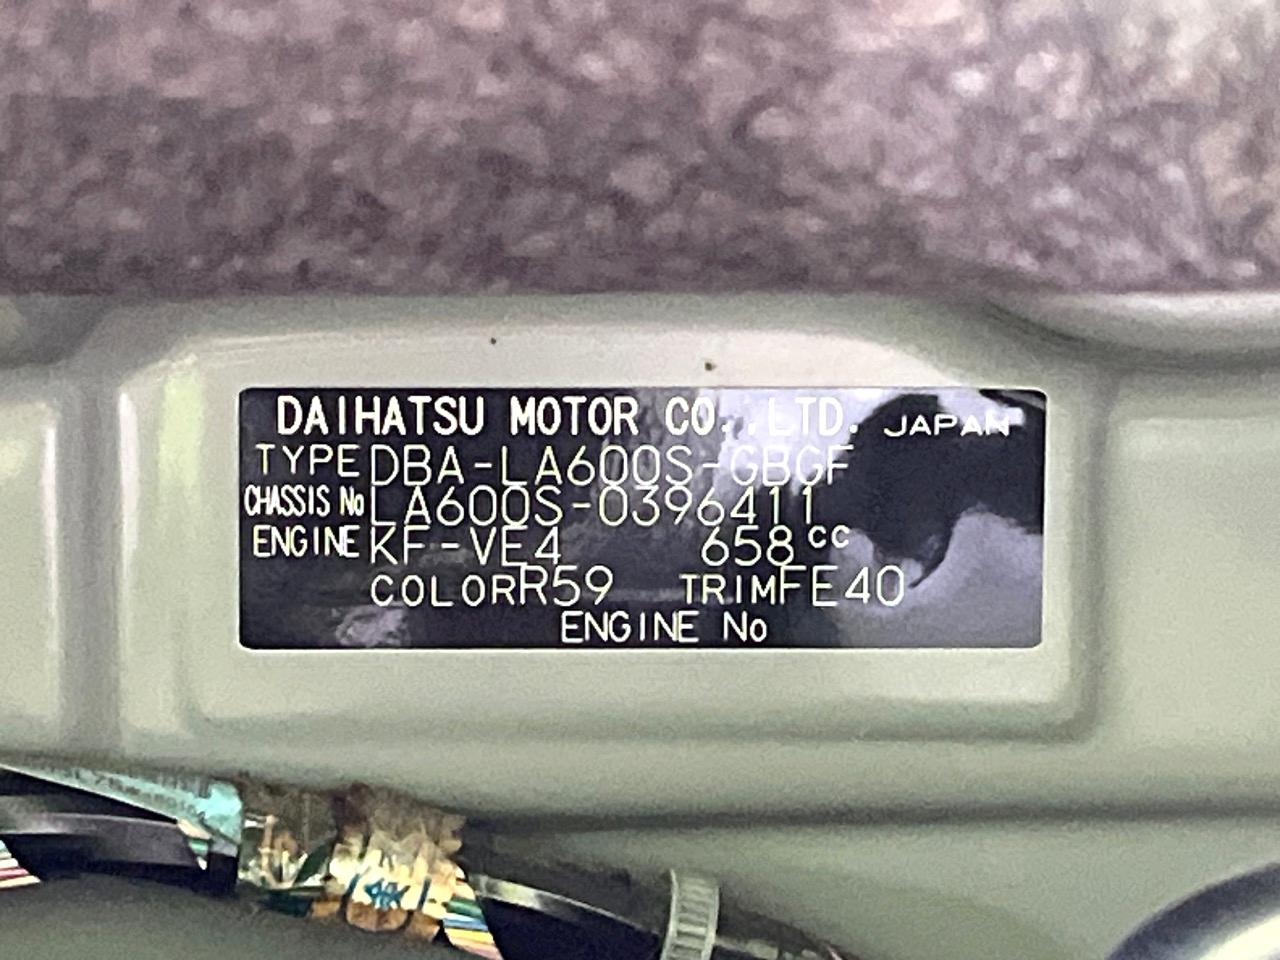 DAIHATSU MOTOR CO.,LTD. JAPAN
TYPE DBA-LA600S-GBGF
CHASSIS No LA600S-0396411
ENGINE KF-VE4 658cc
COLOR R59 TRIM FE40
ENGINE No